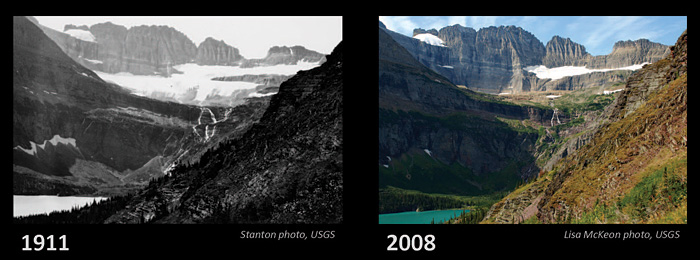 Stanton photo, USGS
1911
Lisa McKeon photo, USGS
2008